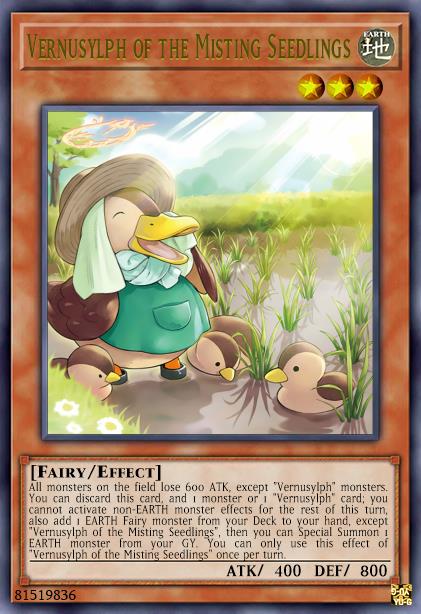 VERNUSYLPH OF THE MISTING SEEDLINGS
EARTH
地
[FAIRY/EFFECT]
All monsters on the field lose 600 ATK, except "Vernusylph" monsters.
You can discard this card, and 1 monster or 1 "Vernusylph" card; you
cannot activate non-EARTH monster effects for the rest of this turn,
also add 1 EARTH Fairy monster from your Deck to your hand, except
"Vernusylph of the Misting Seedlings", then you can Special Summon 1
EARTH monster from your GY. You can only use this effect of
"Vernusylph of the Misting Seedlings" once per turn.
ATK/ 400 DEF/ 800
81519836